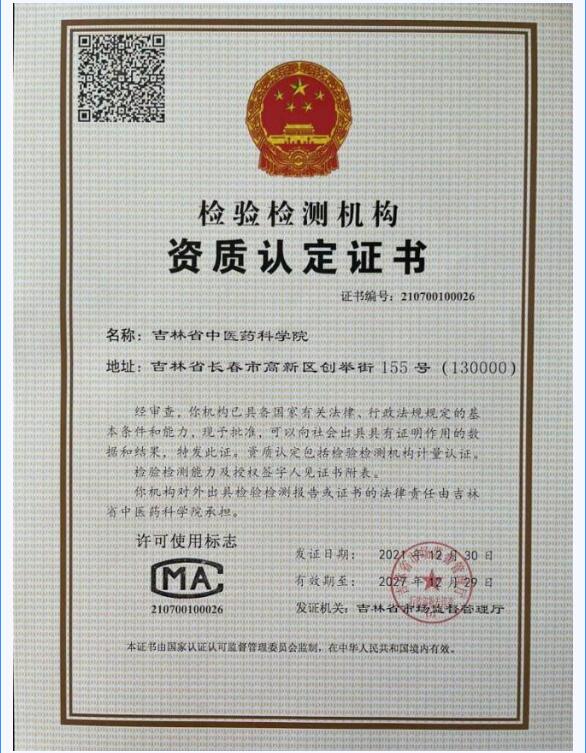 检验检测机构
资质认定证书
证书编号：210700100026
名称：吉林省中医药科学院
地址：吉林省长春市高新区创举街155号（130000）
经审查，你机构已具备国家有关法律、行政法规规定的基
本条件和能力，现予批准，可以向社会出具具有证明作用的数
据和结果，特发此证。资质认定包括检验检测机构计量认证。
检验检测能力及授权签字人见证书附表。
你机构对外出具检验检测报告或证书的法律责任由吉林
省中医药科学院承担。
许可使用标志
MA
210700100026
发证日期：2021年12月30日
有效期至：2027年12月29日
发证机关：吉林省市场监督管理厅
本证书由国家认证认可监督管理委员会监制，在中华人民共和国境内有效。